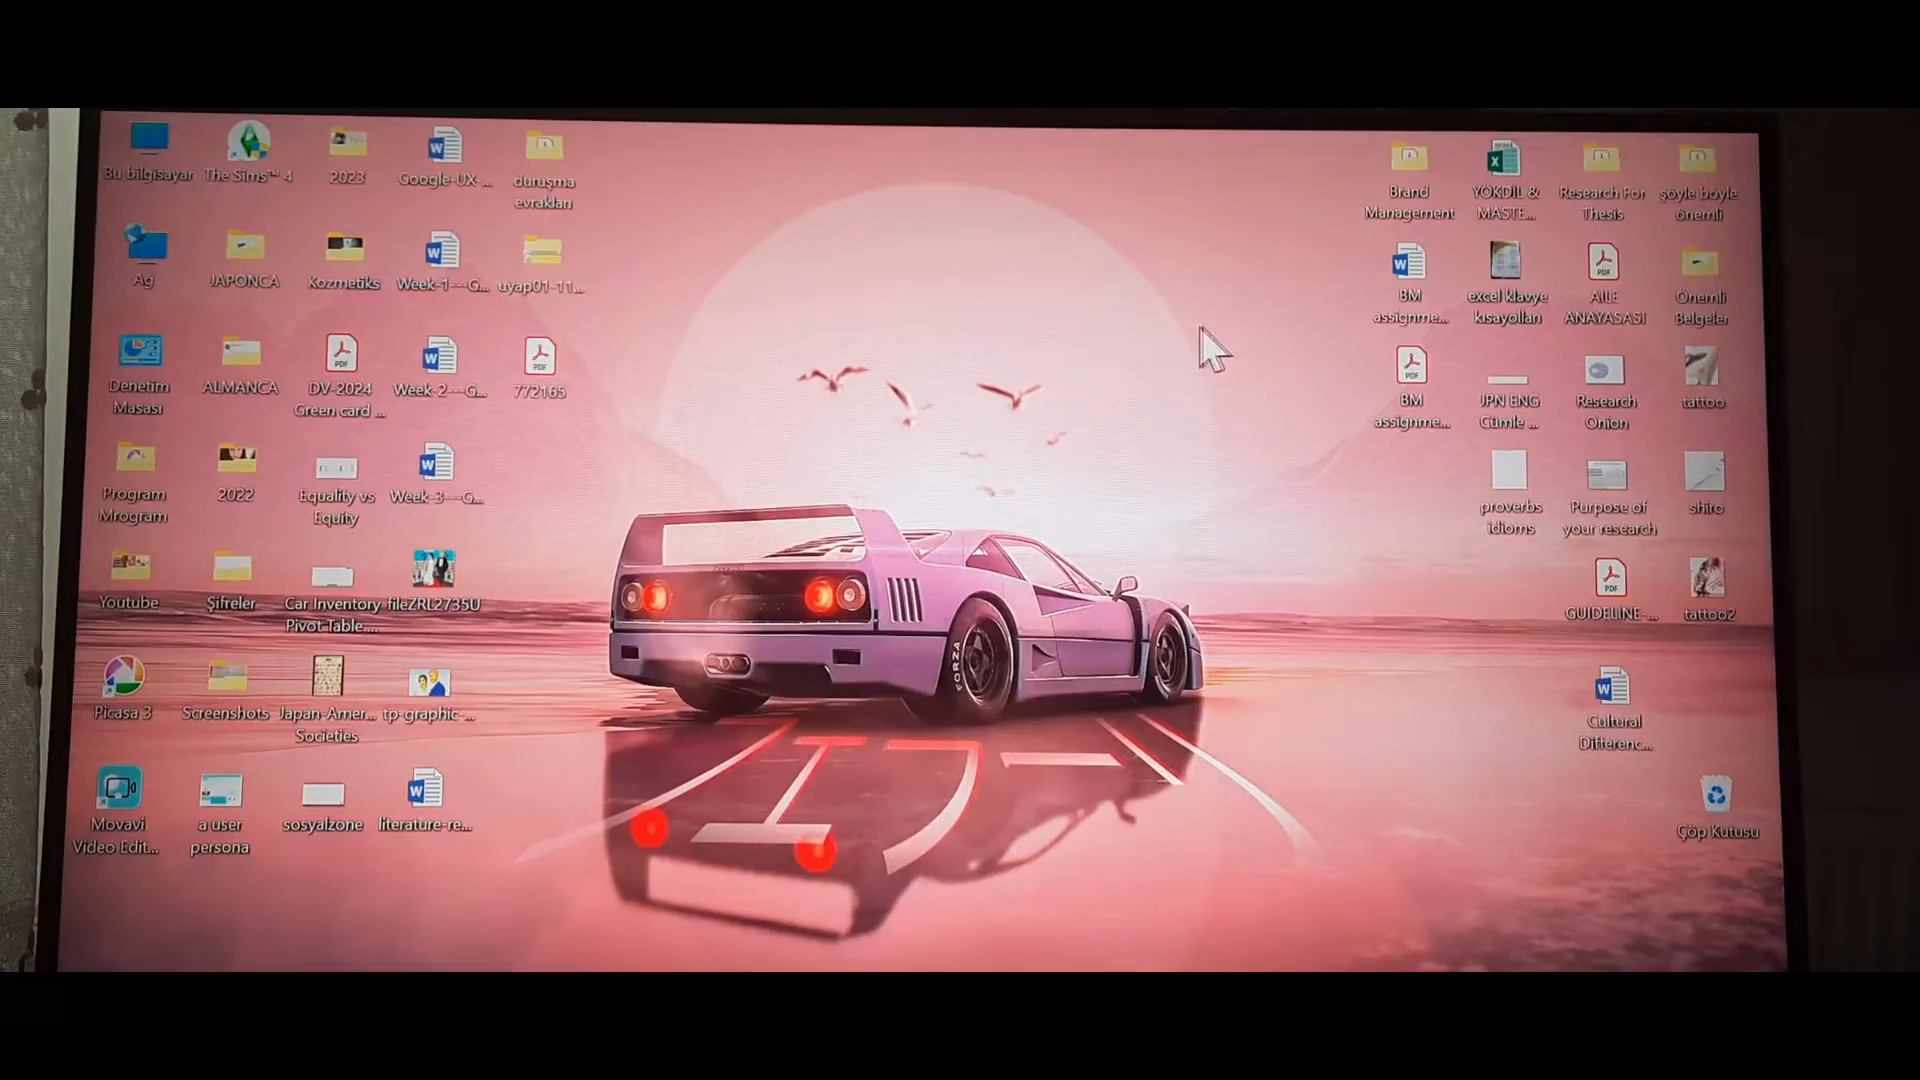 Bu bilgisayar
The Sims™ 4
2023
Google-UX-...
duruşma
evrakları
Ağ
JAPONCA
Kozmetiks
Week-1---G...
uyap01-11...
Denetim
Masası
ALMANCA
DV-2024
Green card ...
Week-2---G...
772165
Program
Mrogram
2022
Equality vs
Equity
Week-3---G...
Youtube
Şifreler
Car Inventory
Pivot Table....
fileZRL2735U
Picasa 3
Screenshots
Japan-Amer...
Societies
tp-graphic-...
Movavi
Video Edit...
a user
persona
sosyalzone
literature-re...
Brand
Management
YÖKDİL &
MASTE...
Research For
Thesis
şöyle böyle
önemli
BM
assignme...
excel klavye
kısayolları
AİLE
ANAYASASI
Önemli
Belgeler
BM
assignme...
JPN ENG
Cümle ...
Research
Onion
tattoo
proverbs
idioms
Purpose of
your research
shiro
GUIDELINE-...
tattoo2
Cultural
Differenc...
Çöp Kutusu
FORZA
エフー